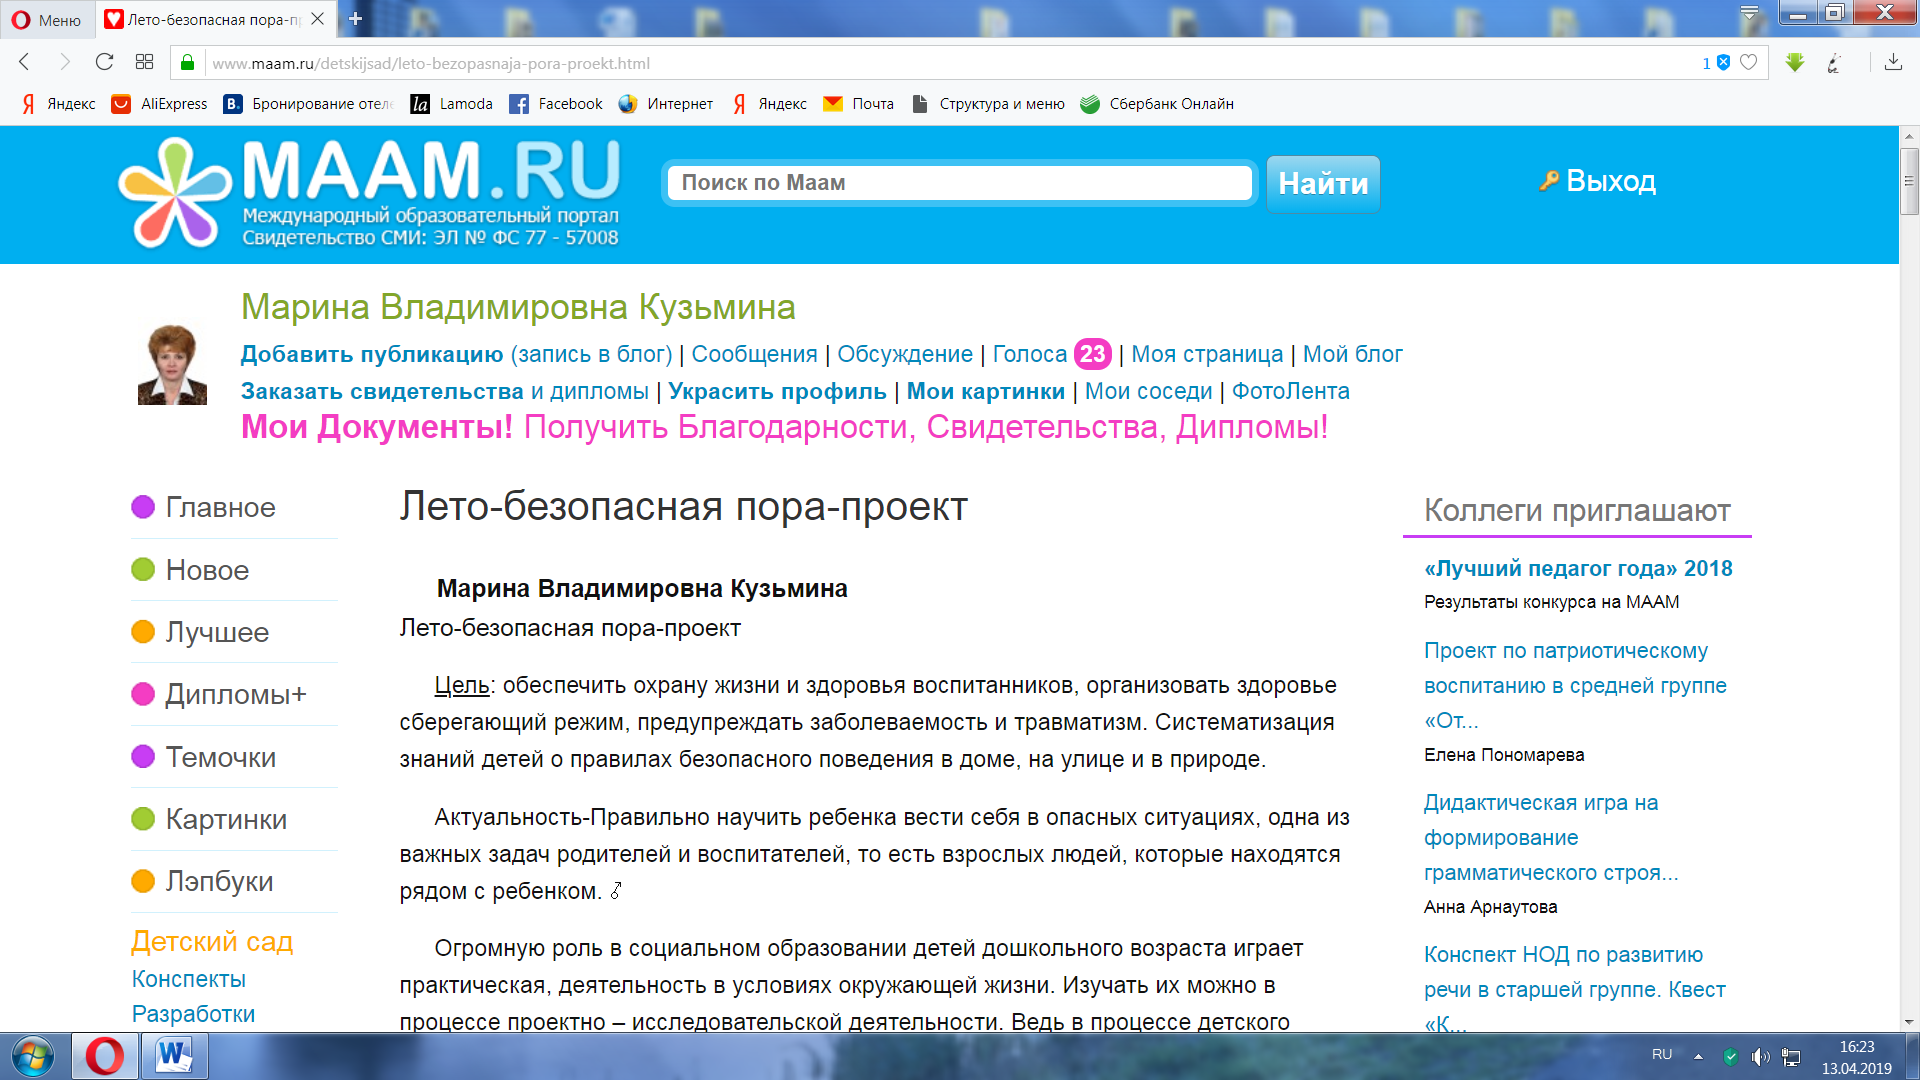 Меню
Лето-безопасная пора-п
www.maam.ru/detskijsad/leto-bezopasnaja-pora-proekt.html
1
Яндекс
AliExpress
Бронирование отеле
Lamoda
Facebook
Интернет
Яндекс
Почта
Структура и меню
Сбербанк Онлайн
MAAM.RU
Международный образовательный портал
Свидетельство СМИ: ЭЛ № ФС 77 - 57008
Поиск по Маам
Найти
Выход
Марина Владимировна Кузьмина
Добавить публикацию (запись в блог) | Сообщения | Обсуждение | Голоса 23 | Моя страница | Мой блог
Заказать свидетельства и дипломы | Украсить профиль | Мои картинки | Мои соседи | ФотоЛента
Мои Документы! Получить Благодарности, Свидетельства, Дипломы!
Главное
Новое
Лучшее
Дипломы+
Темочки
Картинки
Лэпбуки
Детский сад
Конспекты
Разработки
Лето-безопасная пора-проект
Марина Владимировна Кузьмина
Лето-безопасная пора-проект
Цель: обеспечить охрану жизни и здоровья воспитанников, организовать здоровье
сберегающий режим, предупреждать заболеваемость и травматизм. Систематизация
знаний детей о правилах безопасного поведения в доме, на улице и в природе.
Актуальность-Правильно научить ребенка вести себя в опасных ситуациях, одна из
важных задач родителей и воспитателей, то есть взрослых людей, которые находятся
рядом с ребенком.
Огромную роль в социальном образовании детей дошкольного возраста играет
практическая, деятельность в условиях окружающей жизни. Изучать их можно в
процессе проектно – исследовательской деятельности. Ведь в процессе детского
Коллеги приглашают
«Лучший педагог года» 2018
Результаты конкурса на МААМ
Проект по патриотическому
воспитанию в средней группе
«От...
Елена Пономарева
Дидактическая игра на
формирование
грамматического строя...
Анна Арнаутова
Конспект НОД по развитию
речи в старшей группе. Квест
«К...
RU
16:23
13.04.2019